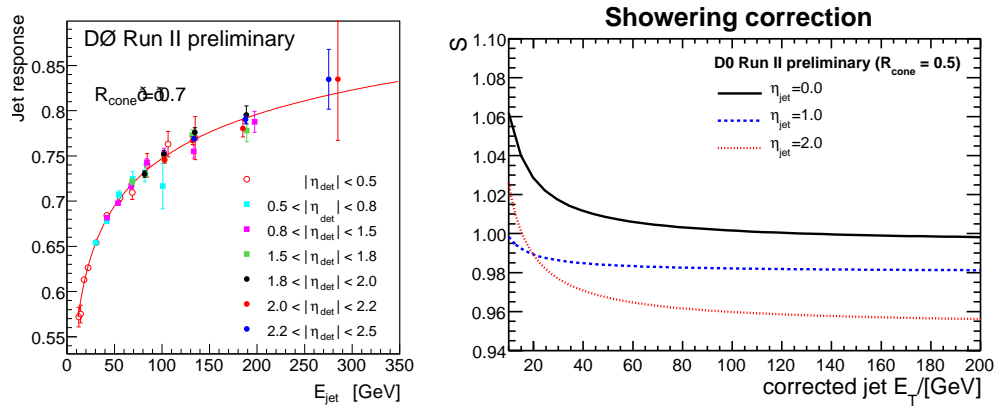 DØ Run II preliminary
Jet response
0.85
0.8
0.75
0.7
0.65
0.6
0.55
|η_det| < 0.5
0.5 < |η_det| < 0.8
0.8 < |η_det| < 1.5
1.5 < |η_det| < 1.8
1.8 < |η_det| < 2.0
2.0 < |η_det| < 2.2
2.2 < |η_det| < 2.5
0 50 100 150 200 250 300 350
E_jet [GeV]
Showering correction
S
D0 Run II preliminary (R_cone = 0.5)
η_jet=0.0
η_jet=1.0
η_jet=2.0
1.10
1.08
1.06
1.04
1.02
1.00
0.98
0.96
0.94
20 40 60 80 100 120 140 160 180 200
corrected jet E_T/[GeV]